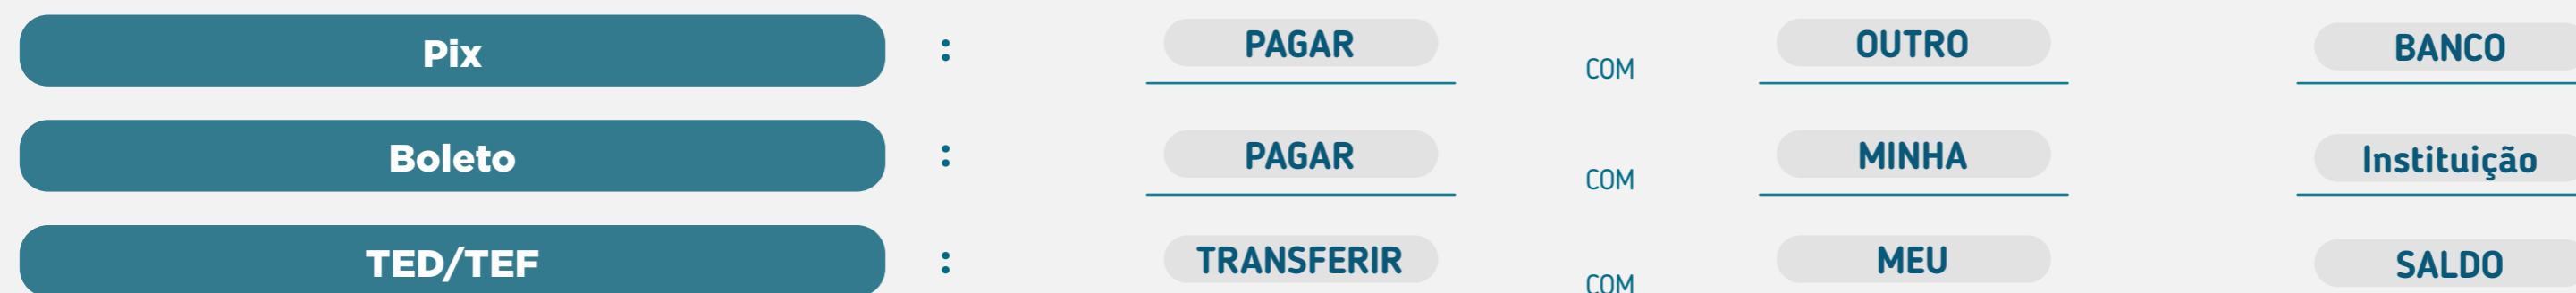 Pix : PAGAR COM OUTRO BANCO
Boleto : PAGAR COM MINHA Instituição
TED/TEF : TRANSFERIR COM MEU SALDO